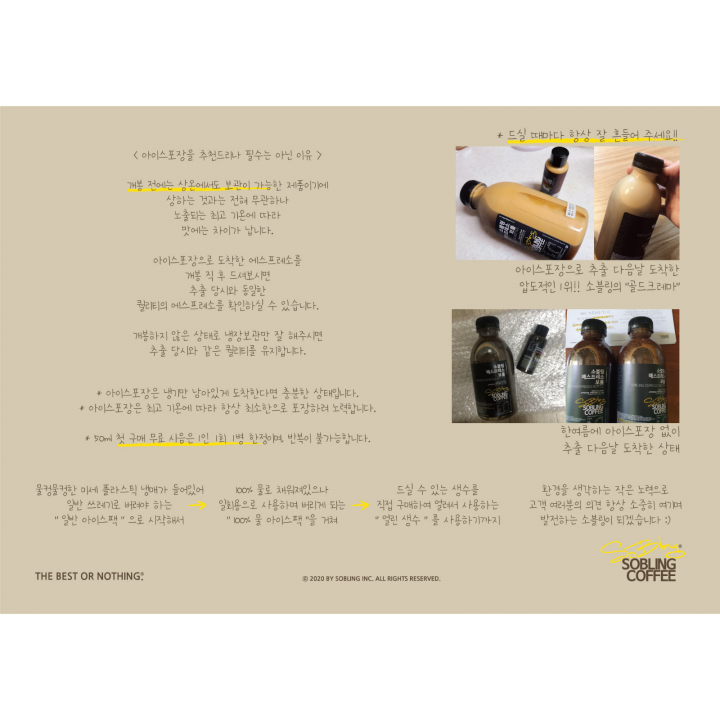 < 아이스포장을 추천드리나 필수는 아닌 이유 >
개봉 전에는 상온에서도 보관이 가능한 제품이기에
상하는 것과는 전혀 무관하나
노출되는 최고 기온에 따라
맛에는 차이가 납니다.
아이스포장으로 도착한 에스프레소를
개봉 직 후 드셔보시면
추출 당시와 동일한
퀄리티의 에스프레소를 확인하실 수 있습니다.
개봉하지 않은 상태로 냉장보관만 잘 해주시면
추출 당시와 같은 퀄리티를 유지합니다.
* 아이스포장은 냉기만 남아있게 도착한다면 충분한 상태입니다.
* 아이스포장은 최고 기온에 따라 항상 최소한으로 포장하려 노력합니다.
* 50ml 첫 구매 무료 시음은 1인 1회 1병 한정이며, 반복이 불가능합니다.
* 드실 때마다 항상 잘 흔들어 주세요!!
아이스포장으로 추출 다음날 도착한
압도적인 1위!! 소블링의 "골드크레마"
소블링
에스프레소
보틀
SOBLING
COFFEE
한여름에 아이스포장 없이
추출 다음날 도착한 상태
물컹물컹한 미세 플라스틱 냉매가 들어있어
일반 쓰레기로 버려야 하는
" 일반 아이스팩 " 으로 시작해서
→
100% 물로 채워져있으나
일회용으로 사용하며 버리게 되는
" 100% 물 아이스팩 "을 거쳐
→
드실 수 있는 생수를
직접 구매하여 얼려서 사용하는
" 얼린 생수 " 를 사용하기까지
환경을 생각하는 작은 노력으로
고객 여러분의 의견 항상 소중히 여기며
발전하는 소블링이 되겠습니다 :)
THE BEST OR NOTHING.
© 2020 BY SOBLING INC. ALL RIGHTS RESERVED.
Sobling
SOBLING
COFFEE